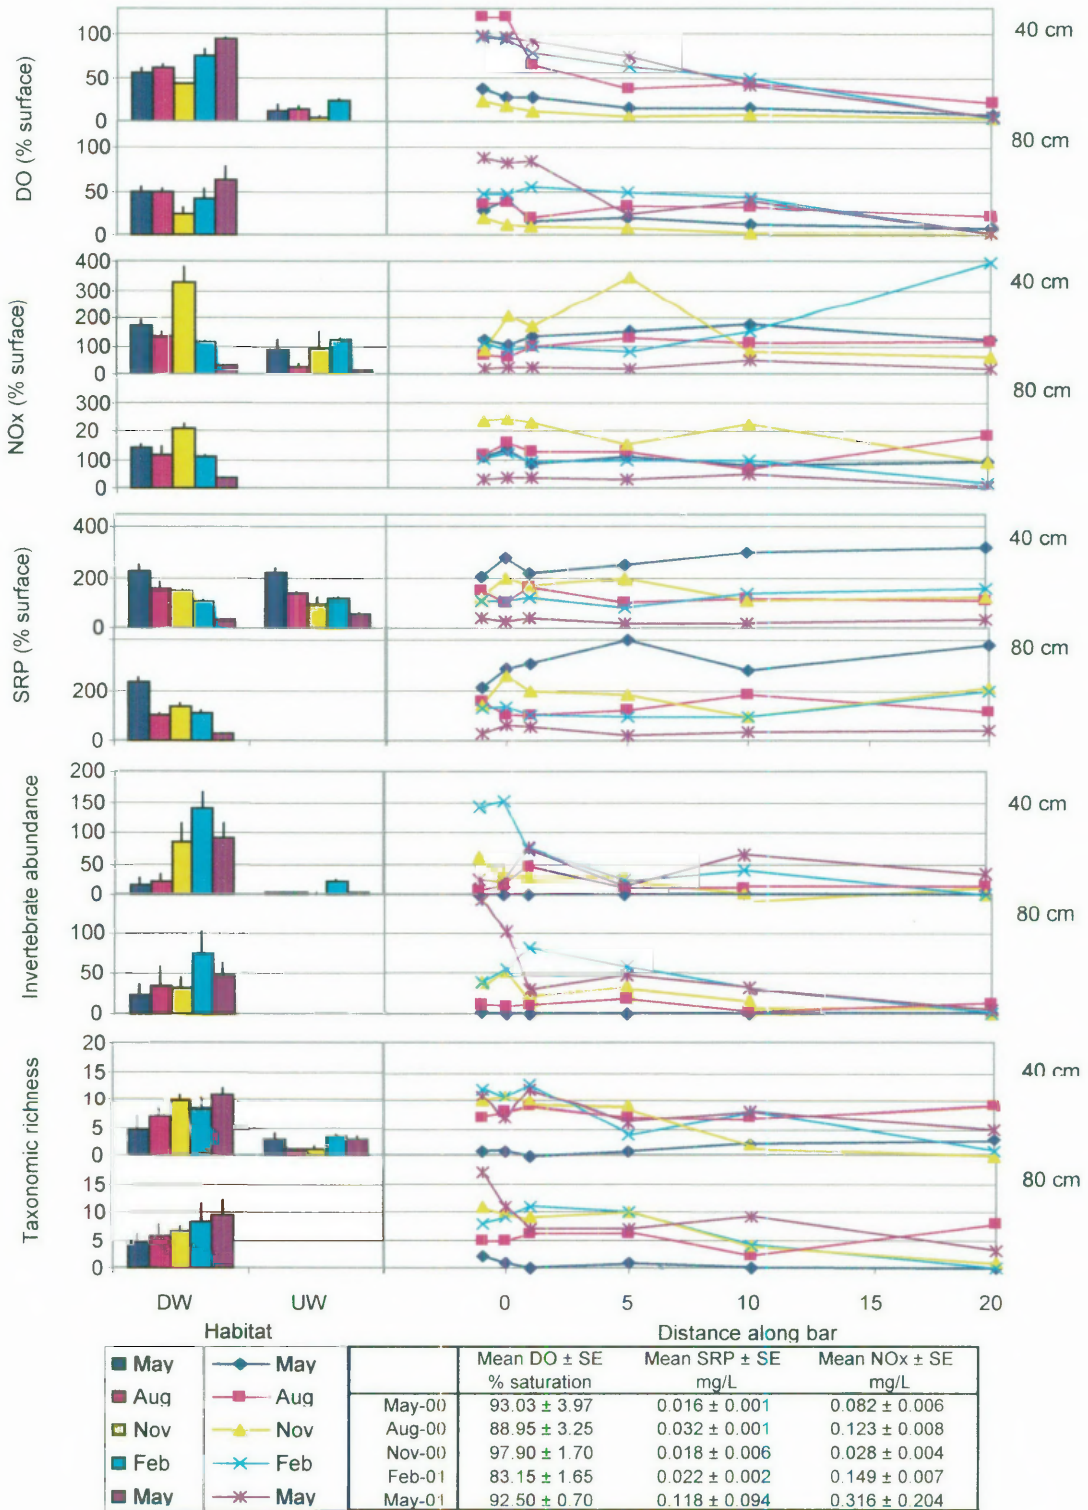 DO (% surface)
100
50
0
100
50
0
40 cm
80 cm
NOx (% surface)
400
300
200
100
0
300
20
100
0
40 cm
80 cm
SRP (% surface)
400
200
0
200
0
40 cm
80 cm
Invertebrate abundance
200
150
100
50
0
100
50
0
40 cm
80 cm
Taxonomic richness
20
15
10
5
0
15
10
5
0
40 cm
80 cm
DW UW
0 5 10 15 20
Habitat
Distance along bar
May May
Aug Aug
Nov Nov
Feb Feb
May May
Mean DO ± SE Mean SRP ± SE Mean NOx ± SE
% saturation mg/L mg/L
May-00 93.03 ± 3.97 0.016 ± 0.001 0.082 ± 0.006
Aug-00 88.95 ± 3.25 0.032 ± 0.001 0.123 ± 0.008
Nov-00 97.90 ± 1.70 0.018 ± 0.006 0.028 ± 0.004
Feb-01 83.15 ± 1.65 0.022 ± 0.002 0.149 ± 0.007
May-01 92.50 ± 0.70 0.118 ± 0.094 0.316 ± 0.204